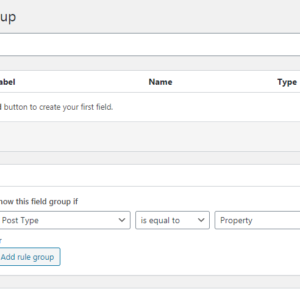 up
abel Name Type
button to create your first field.
how this field group if
Post Type is equal to Property
r
Add rule group